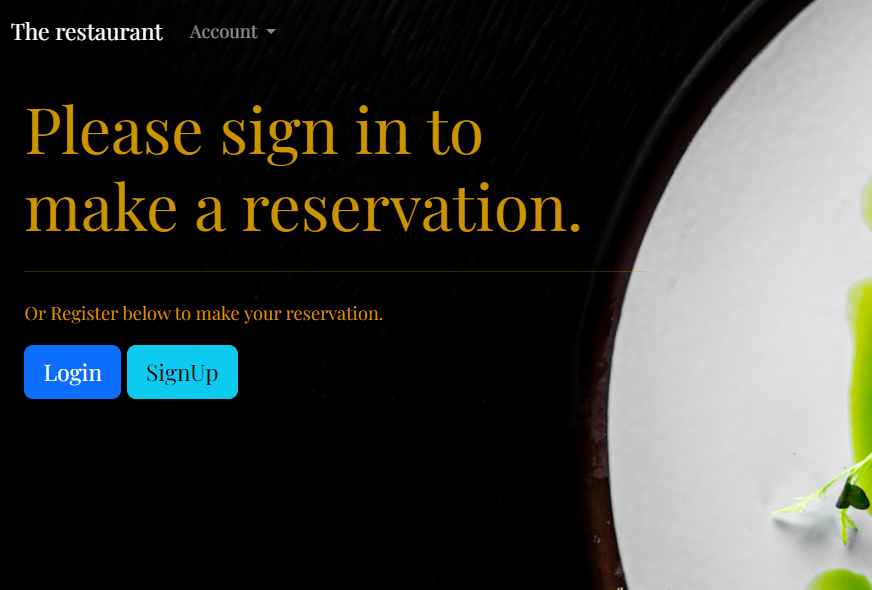 The restaurant Account
Please sign in to
make a reservation.
Or Register below to make your reservation.
Login SignUp